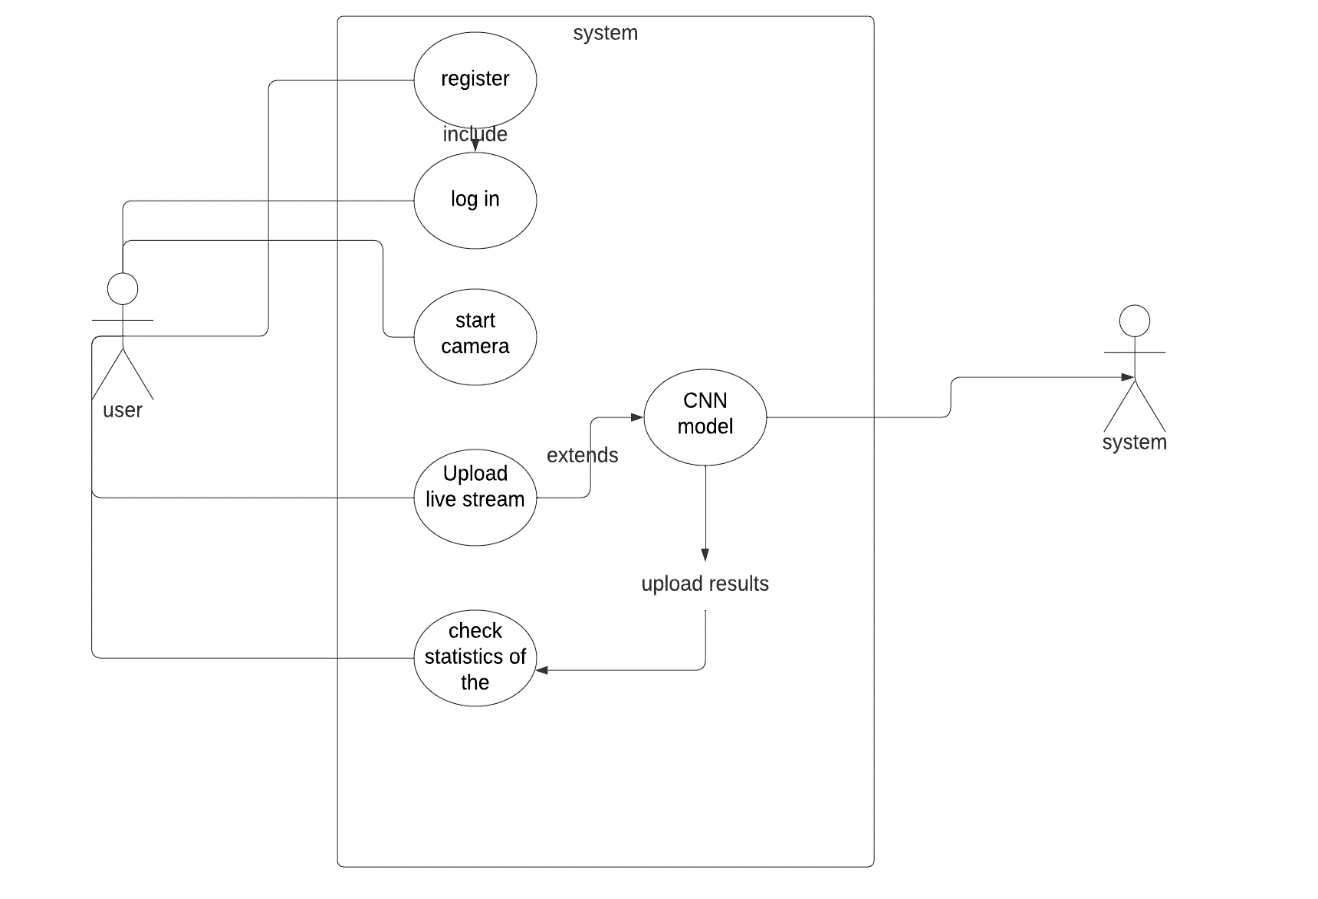 system
register
include
log in
start
camera
user
CNN
model
system
extends
Upload
live stream
upload results
check
statistics of
the